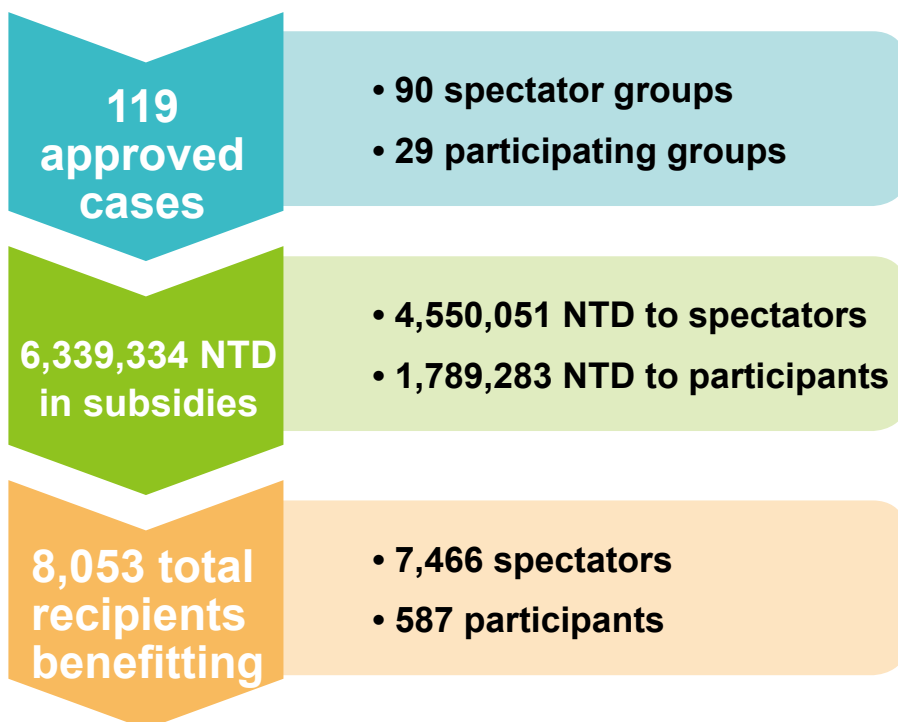 119
approved
cases
• 90 spectator groups
• 29 participating groups
6,339,334 NTD
in subsidies
• 4,550,051 NTD to spectators
• 1,789,283 NTD to participants
8,053 total
recipients
benefitting
• 7,466 spectators
• 587 participants